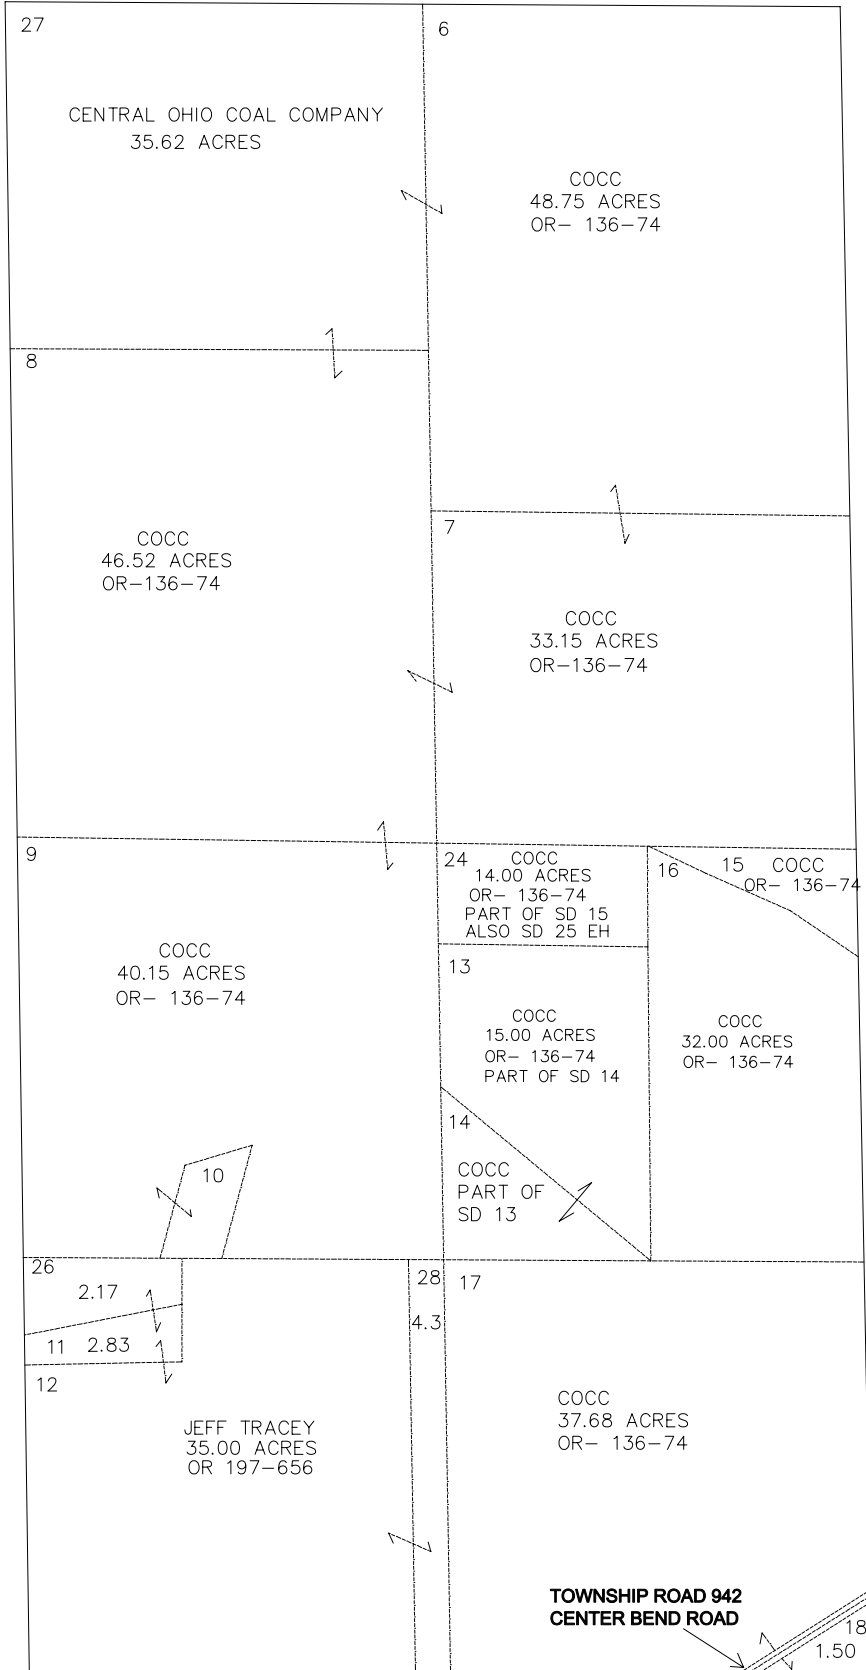 27
CENTRAL OHIO COAL COMPANY
35.62 ACRES
6
COCC
48.75 ACRES
OR- 136-74
8
COCC
46.52 ACRES
OR-136-74
7
COCC
33.15 ACRES
OR-136-74
9
COCC
40.15 ACRES
OR- 136-74
10
24
COCC
14.00 ACRES
OR- 136-74
PART OF SD 15
ALSO SD 25 EH
16
15 COCC
OR- 136-74
13
COCC
15.00 ACRES
OR- 136-74
PART OF SD 14
COCC
32.00 ACRES
OR- 136-74
14
COCC
PART OF
SD 13
26
2.17
11 2.83
12
JEFF TRACEY
35.00 ACRES
OR 197-656
28
4.3
17
COCC
37.68 ACRES
OR- 136-74
TOWNSHIP ROAD 942
CENTER BEND ROAD
18
1.50